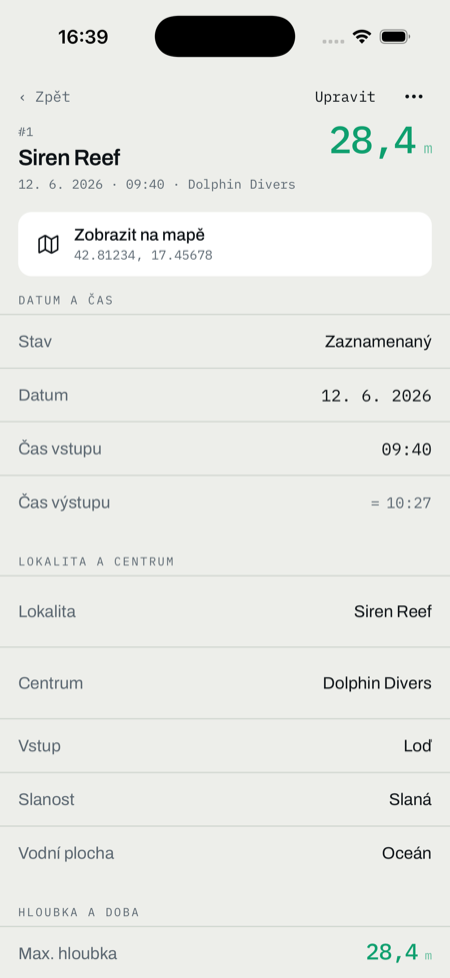 16:39
‹ Zpět
Upravit
#1
28,4 m
Siren Reef
12. 6. 2026 · 09:40 · Dolphin Divers
Zobrazit na mapě
42.81234, 17.45678
DATUM A ČAS
Stav Zaznamenaný
Datum 12. 6. 2026
Čas vstupu 09:40
Čas výstupu = 10:27
LOKALITA A CENTRUM
Lokalita Siren Reef
Centrum Dolphin Divers
Vstup Loď
Slanost Slaná
Vodní plocha Oceán
HLOUBKA A DOBA
Max. hloubka 28,4 m